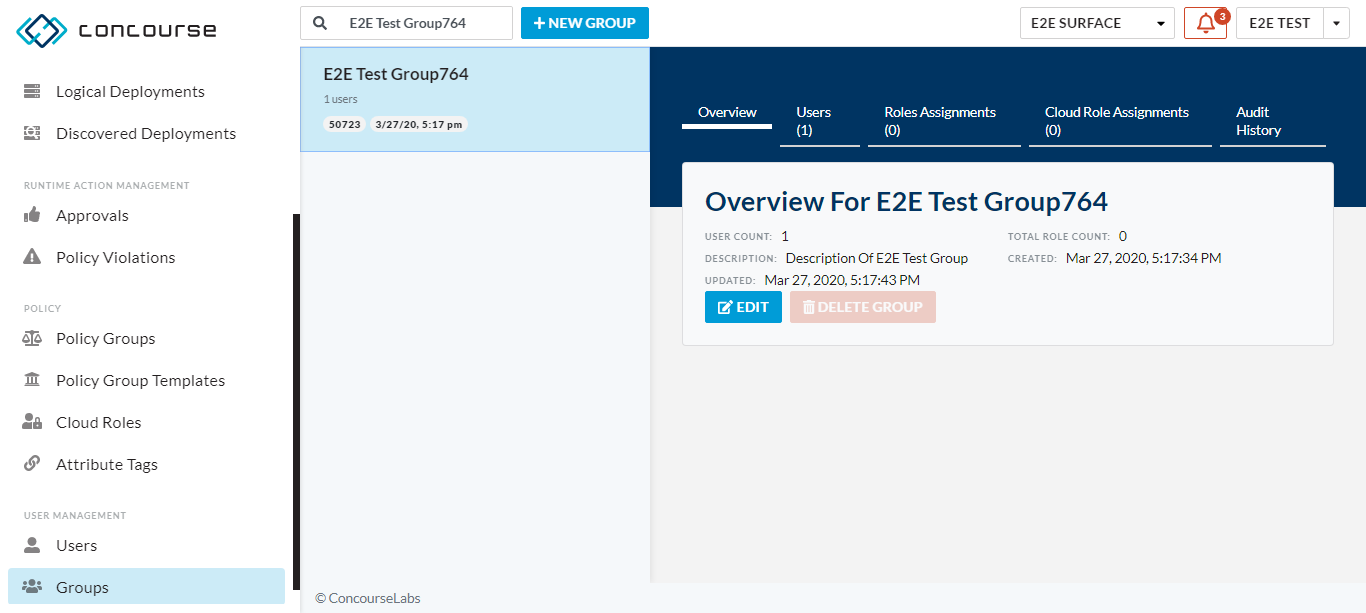 concourse
Logical Deployments
Discovered Deployments
RUNTIME ACTION MANAGEMENT
Approvals
Policy Violations
POLICY
Policy Groups
Policy Group Templates
Cloud Roles
Attribute Tags
USER MANAGEMENT
Users
Groups
E2E Test Group764
+ NEW GROUP
E2E SURFACE
3
E2E TEST
E2E Test Group764
1 users
50723 3/27/20, 5:17 pm
Overview
Users
(1)
Roles Assignments
(0)
Cloud Role Assignments
(0)
Audit
History
Overview For E2E Test Group764
USER COUNT: 1
TOTAL ROLE COUNT: 0
DESCRIPTION: Description Of E2E Test Group
CREATED: Mar 27, 2020, 5:17:34 PM
UPDATED: Mar 27, 2020, 5:17:43 PM
EDIT
DELETE GROUP
© ConcourseLabs